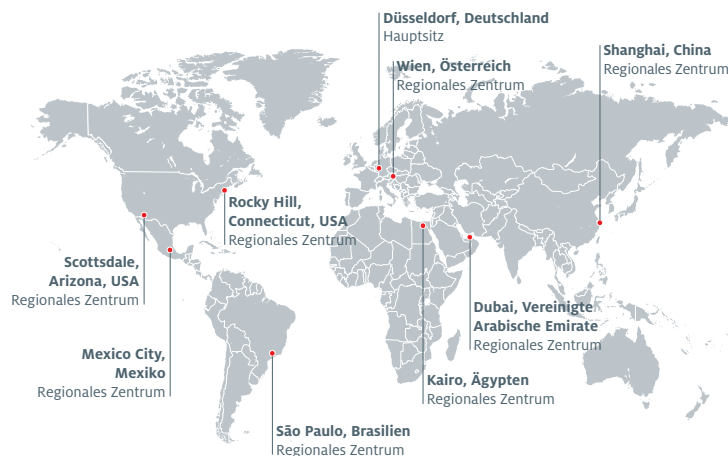 Düsseldorf, Deutschland
Hauptsitz
Wien, Österreich
Regionales Zentrum
Shanghai, China
Regionales Zentrum
Rocky Hill,
Connecticut, USA
Regionales Zentrum
Scottsdale,
Arizona, USA
Regionales Zentrum
Dubai, Vereinigte
Arabische Emirate
Regionales Zentrum
Mexico City,
Mexiko
Regionales Zentrum
Kairo, Ägypten
Regionales Zentrum
São Paulo, Brasilien
Regionales Zentrum